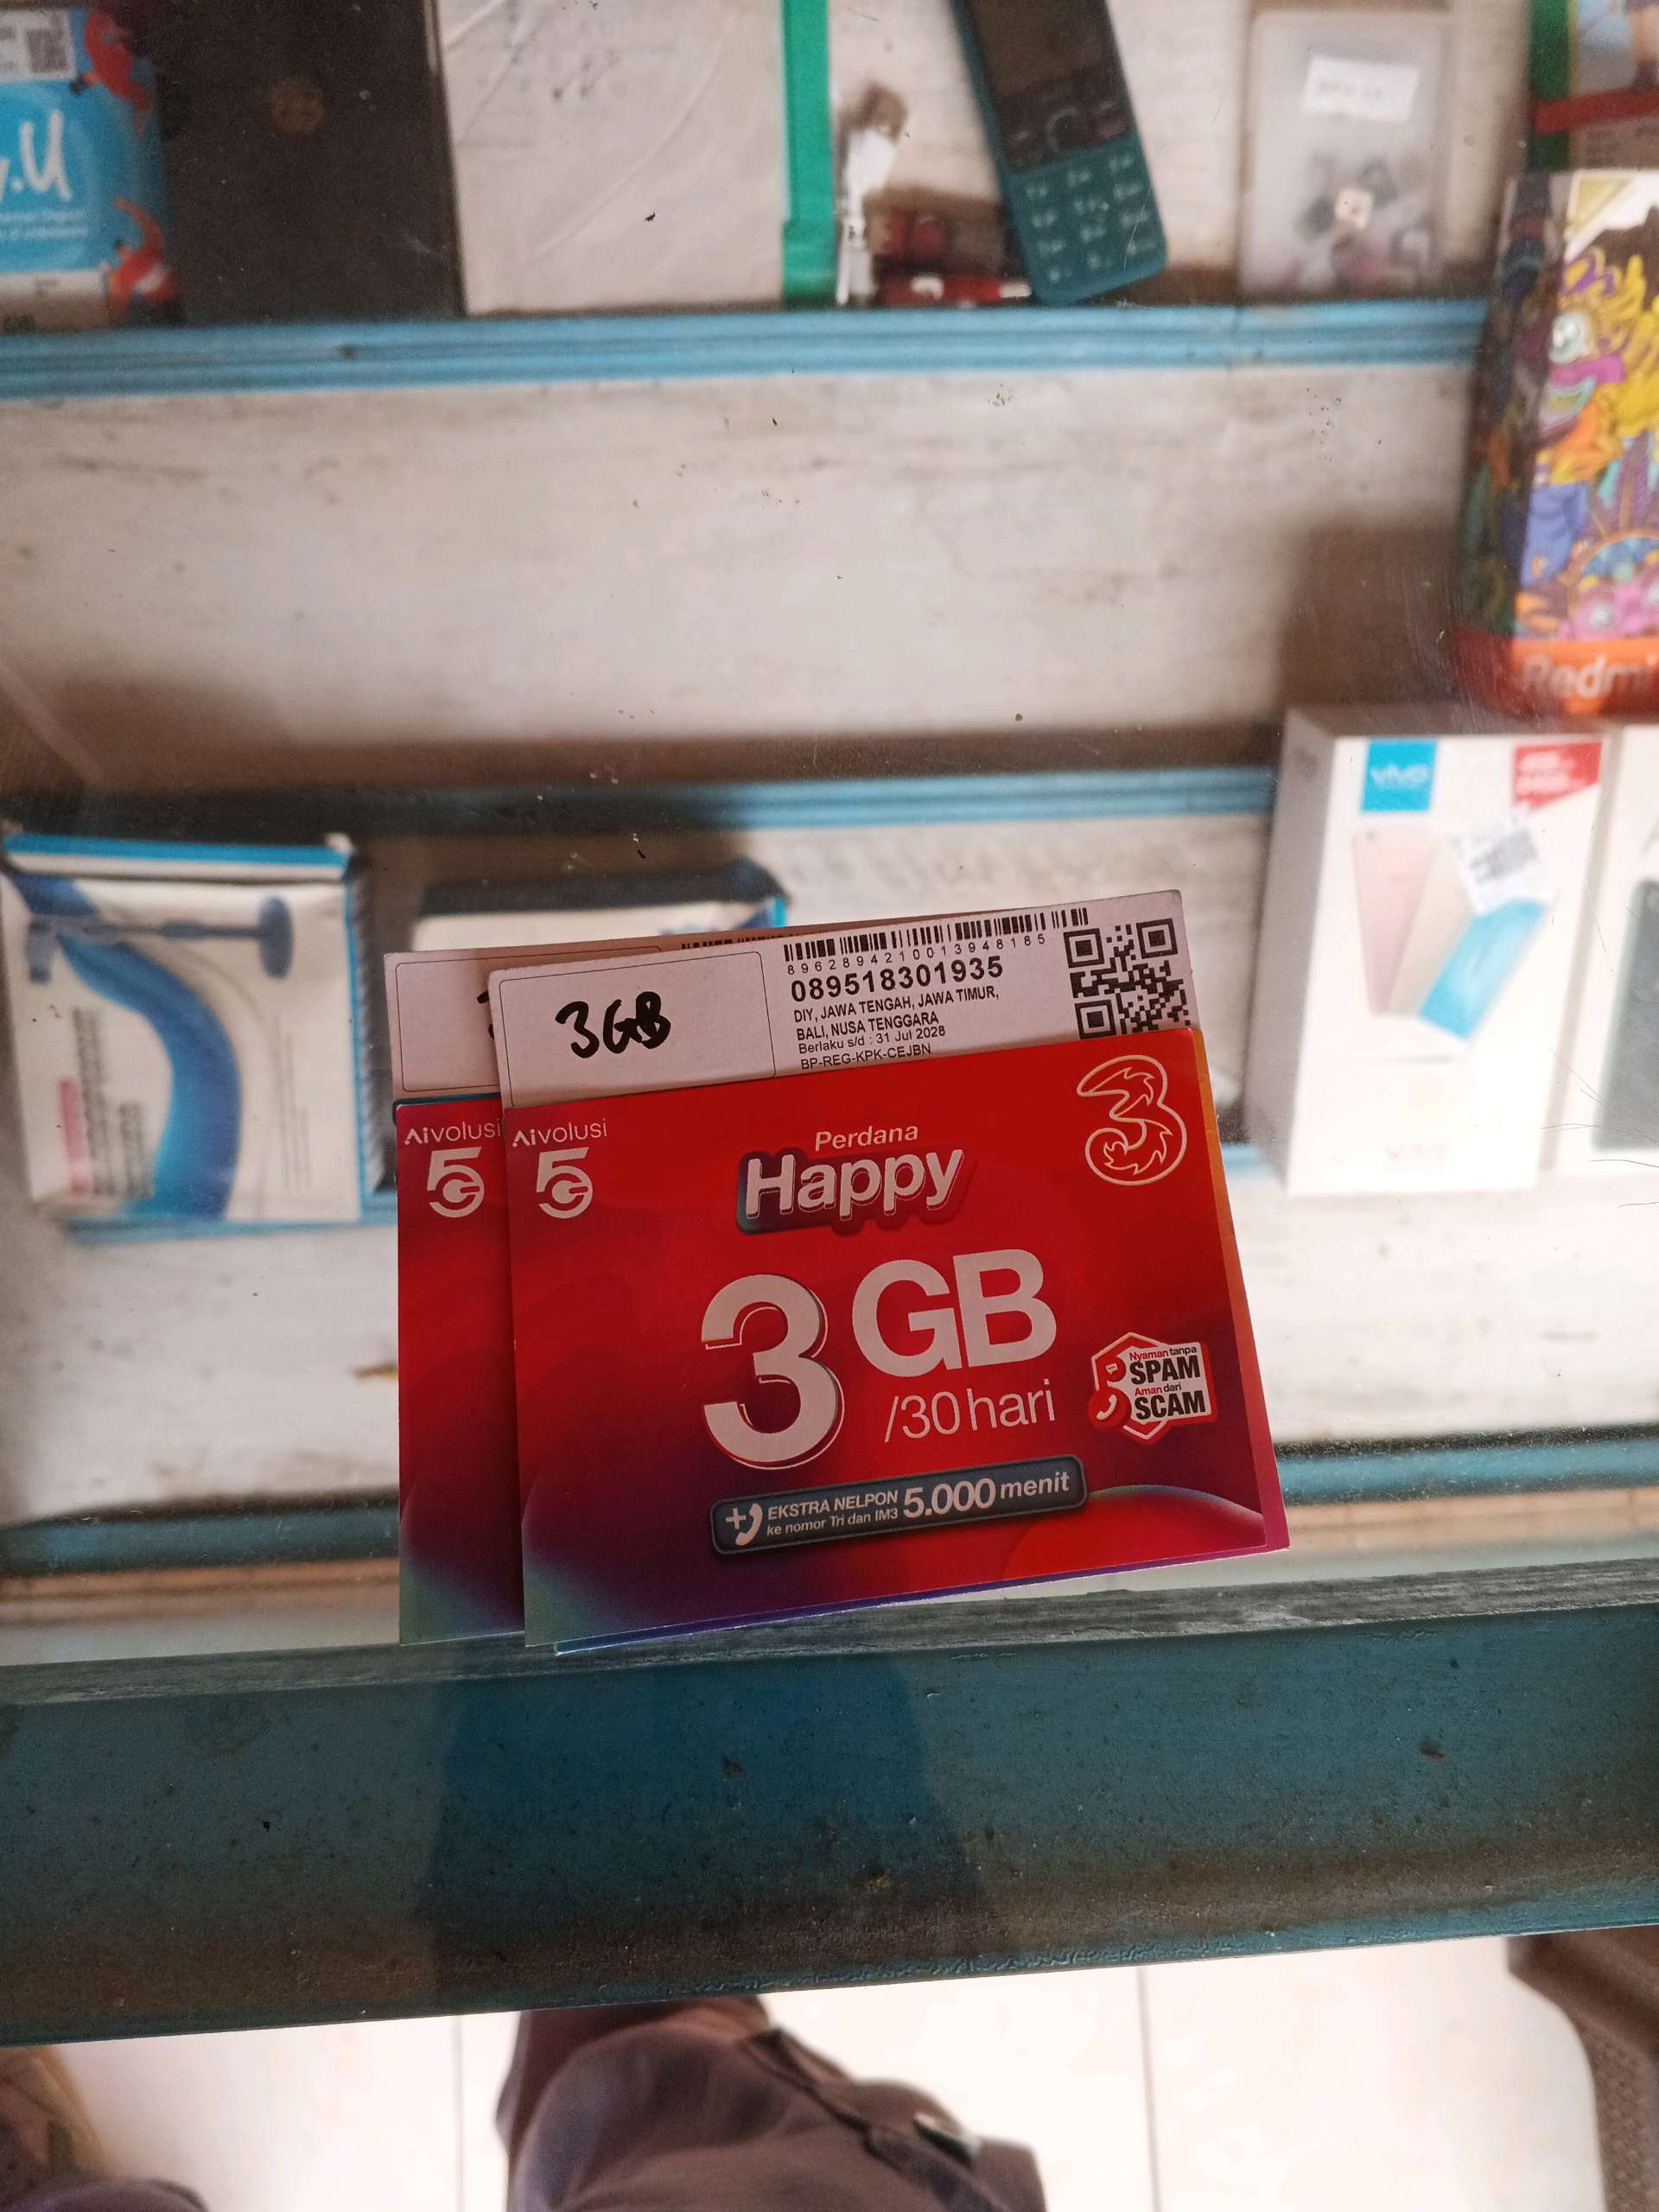 .U
Redmi
vivo
8962894210013948185
089518301935
DIY, JAWA TENGAH, JAWA TIMUR,
BALI, NUSA TENGGARA
Berlaku s/d : 31 Jul 2028
BP-REG-KPK-CEJBN
3GB
Aivolusi
5G
Aivolusi
5G
Perdana
Happy
3
3 GB
/30 hari
Nyaman tanpa
SPAM
Aman dari
SCAM
EKSTRA NELPON 5.000 menit
ke nomor Tri dan IM3